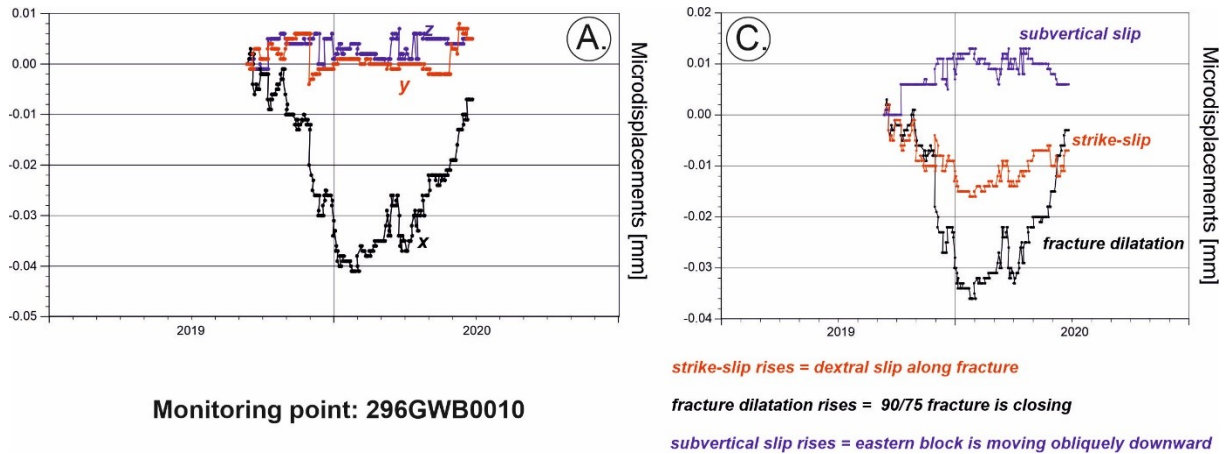 A.
0.01
0.00
-0.01
-0.02
-0.03
-0.04
-0.05
z
y
x
2019
2020
Microdisplacements [mm]
Monitoring point: 296GWB0010
C.
0.02
0.01
0.00
-0.01
-0.02
-0.03
-0.04
subvertical slip
strike-slip
fracture dilatation
2019
2020
Microdisplacements [mm]
strike-slip rises = dextral slip along fracture
fracture dilatation rises = 90/75 fracture is closing
subvertical slip rises = eastern block is moving obliquely downward